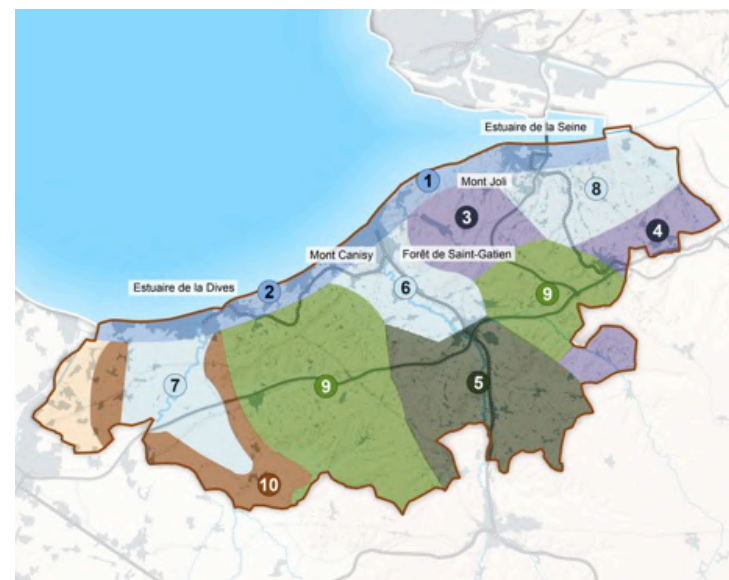 Estuaire de la Seine
1
Mont Joli
8
3
4
Mont Canisy
Forêt de Saint-Gatien
Estuaire de la Dives
2
6
9
7
9
5
10